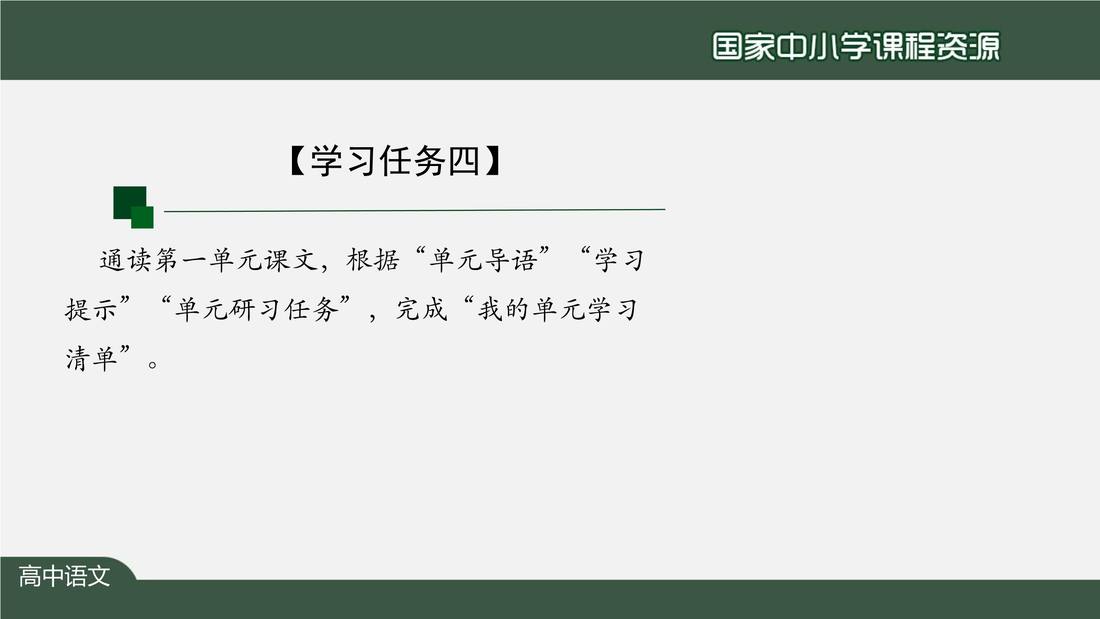 国家中小学课程资源
【学习任务四】
通读第一单元课文，根据“单元导语”“学习
提示”“单元研习任务”，完成“我的单元学习
清单”。
高中语文